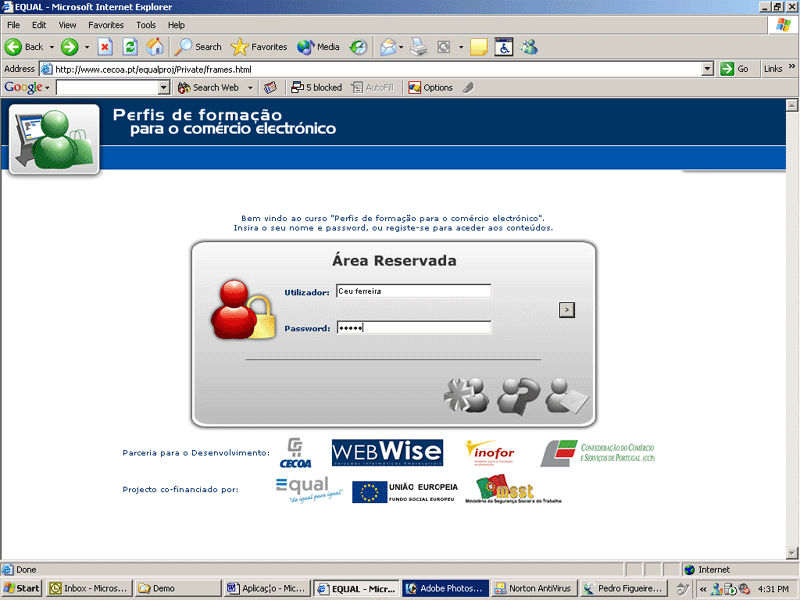 EQUAL - Microsoft Internet Explorer
File Edit View Favorites Tools Help
Back Search Favorites Media
Address http://www.cecoa.pt/equalproj/Private/frames.html Go Links »
Google Search Web 5 blocked AutoFill Options
Perfis de formação
para o comércio electrónico
Bem vindo ao curso "Perfis de formação para o comércio electrónico".
Insira o seu nome e password, ou registe-se para aceder aos conteúdos.
Área Reservada
Utilizador: Ceu ferreira
>
Password: •••••
Parceria para o Desenvolvimento:
CECOA
WEBWise
Soluções Informáticas Empresariais
inofor
CONFEDERAÇÃO DO COMÉRCIO
E SERVIÇOS DE PORTUGAL (CCP)
Projecto co-financiado por:
Equal
"de igual para igual"
UNIÃO EUROPEIA
FUNDO SOCIAL EUROPEU
msst
Ministério da Segurança Social e do Trabalho
Done Internet
Start Inbox - Micros... Demo Aplicaç¦o - Mic... EQUAL - Micr... Adobe Photos... Norton AntiVirus Pedro Figueire... « 4:31 PM